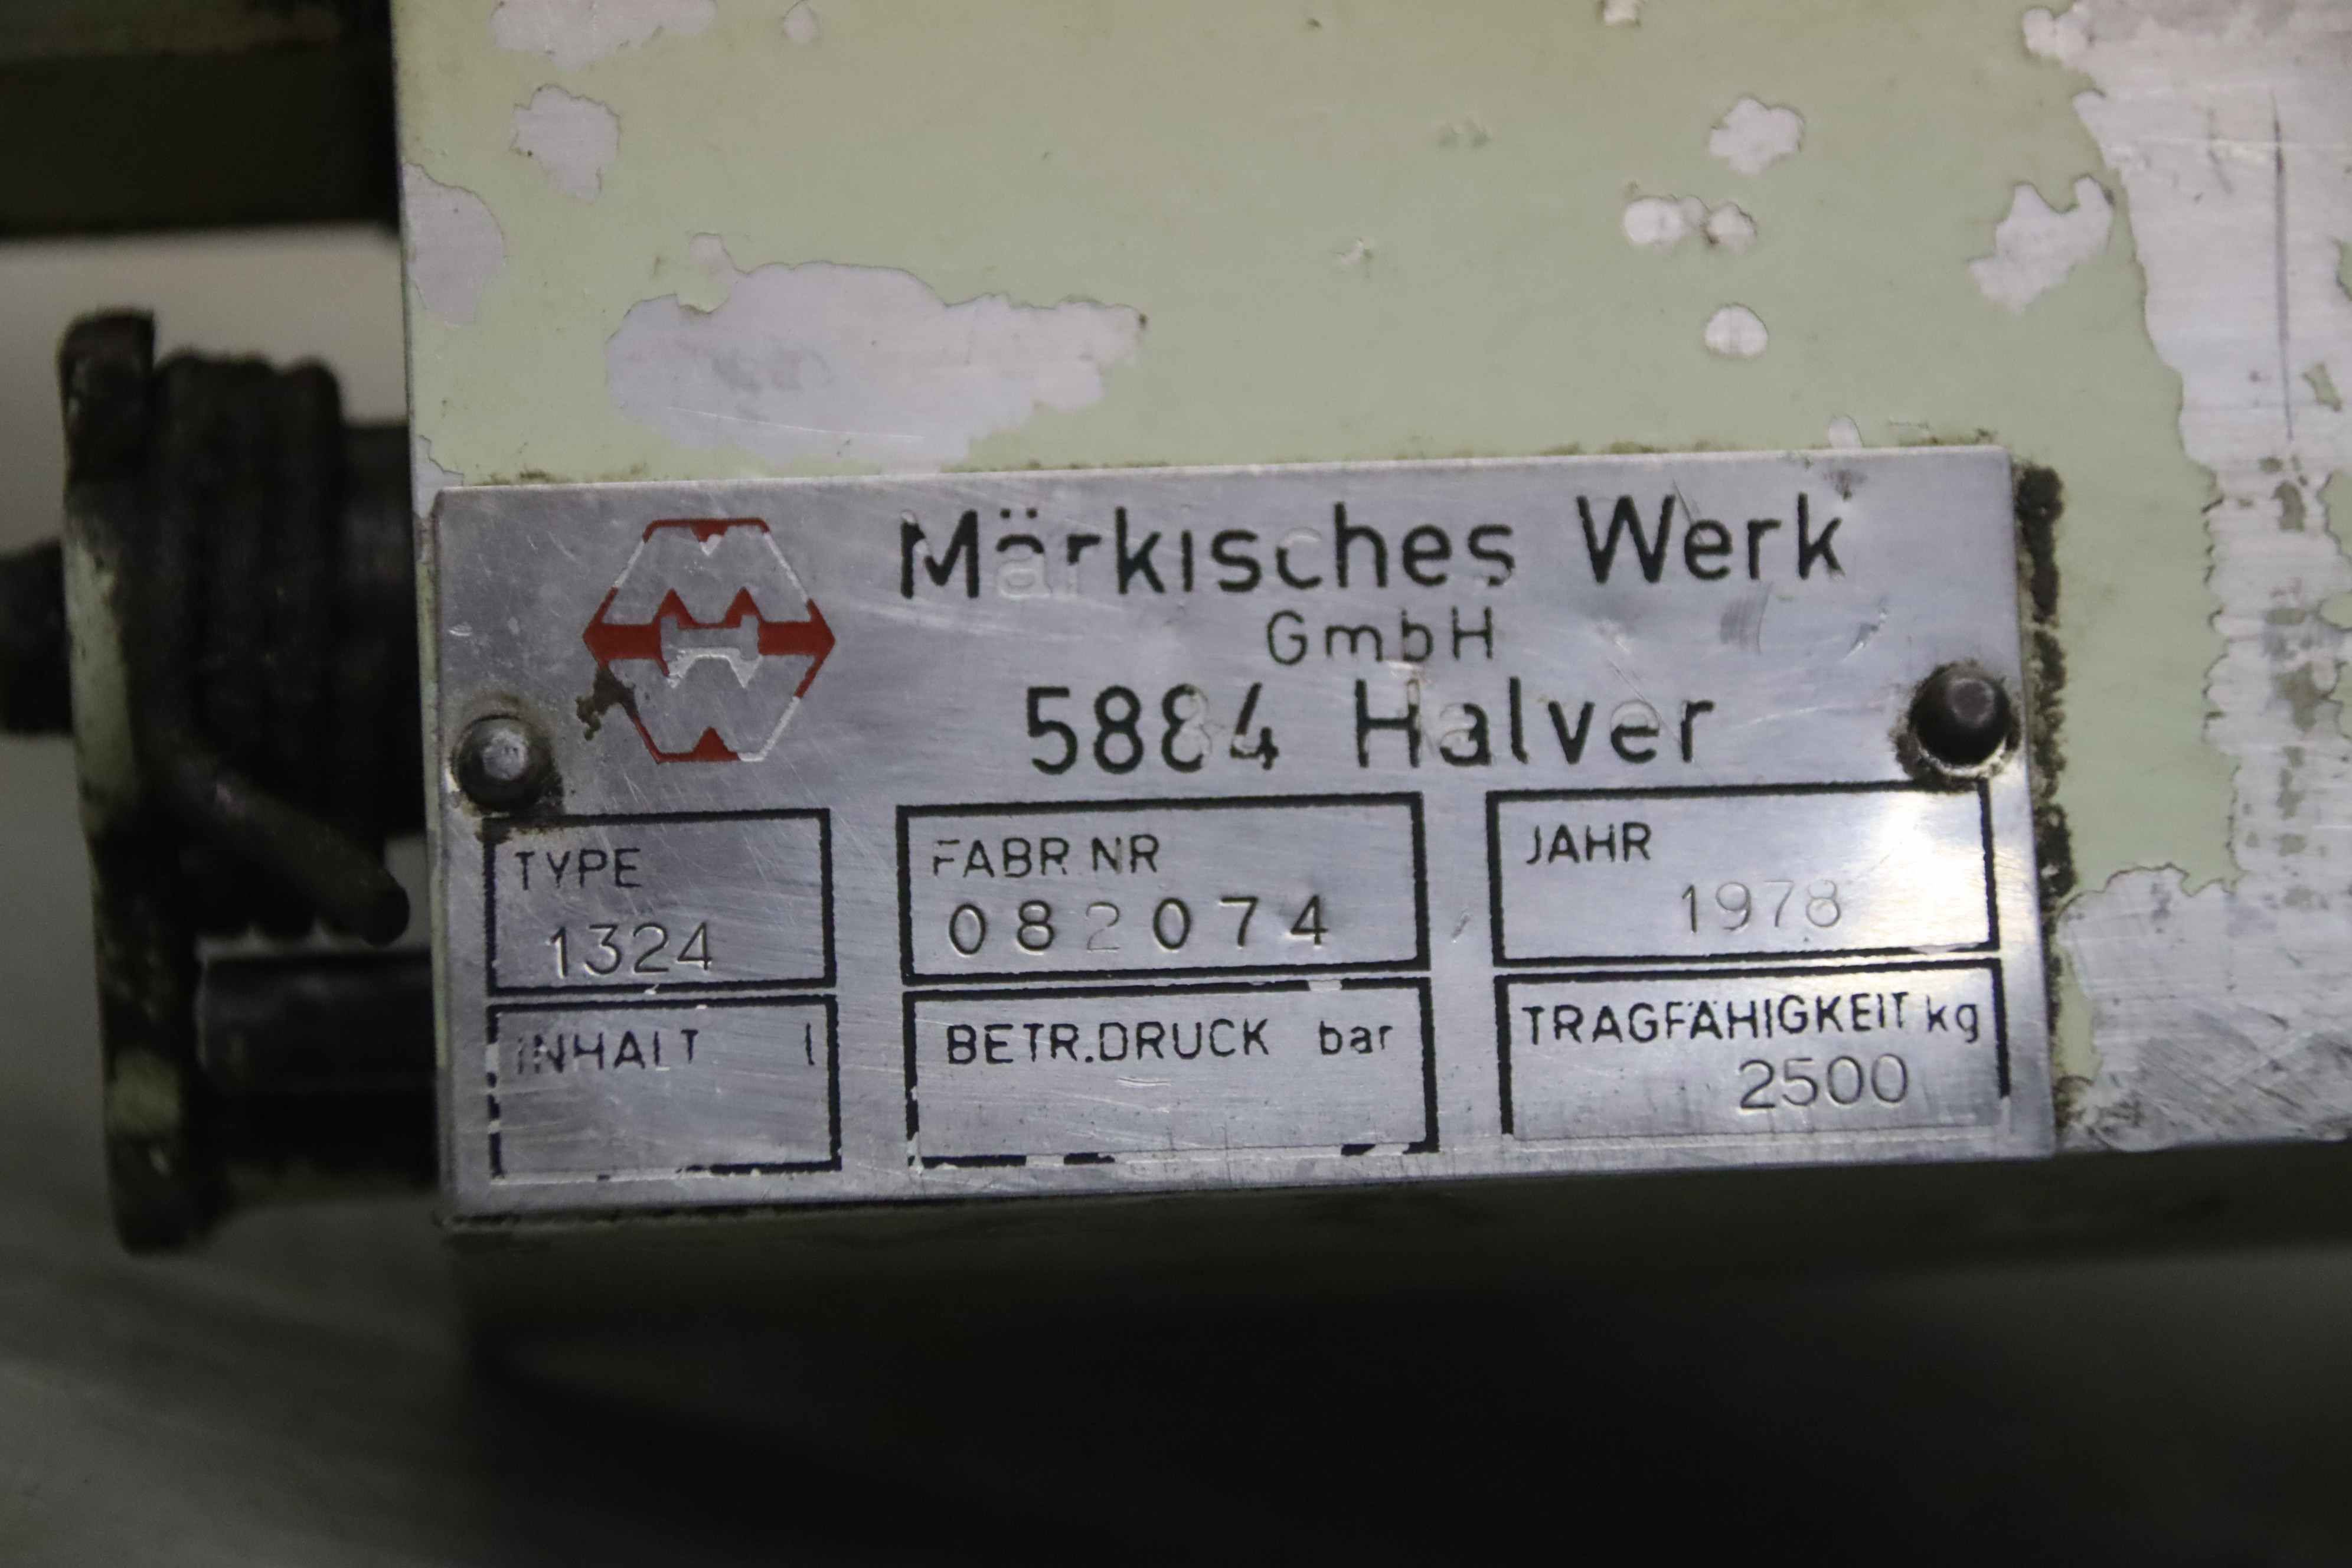 Märkisches Werk
GmbH
5884 Halver
TYPE
1324
FABR NR
082074
JAHR
1978
INHALT l
BETR.DRUCK bar
TRAGFÄHIGKEIT kg
2500